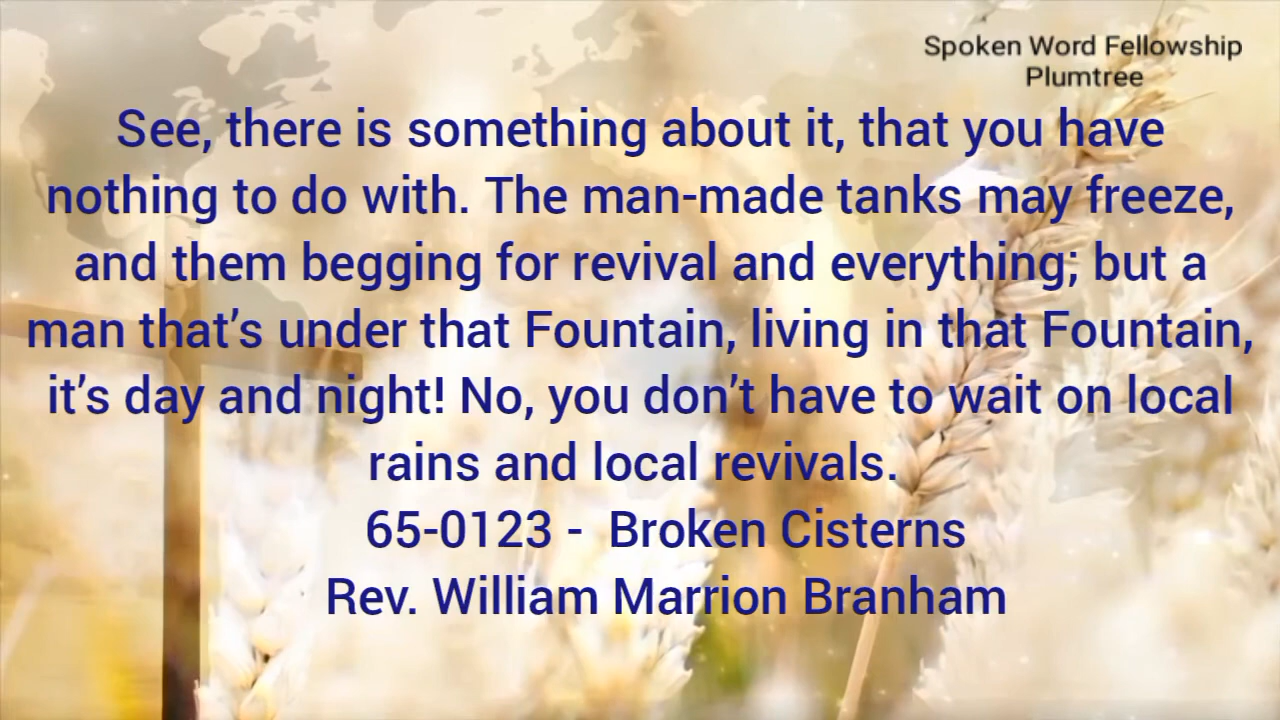 Spoken Word Fellowship
Plumtree
See, there is something about it, that you have
nothing to do with. The man-made tanks may freeze,
and them begging for revival and everything; but a
man that’s under that Fountain, living in that Fountain,
it’s day and night! No, you don’t have to wait on local
rains and local revivals.
65-0123 -  Broken Cisterns
Rev. William Marrion Branham